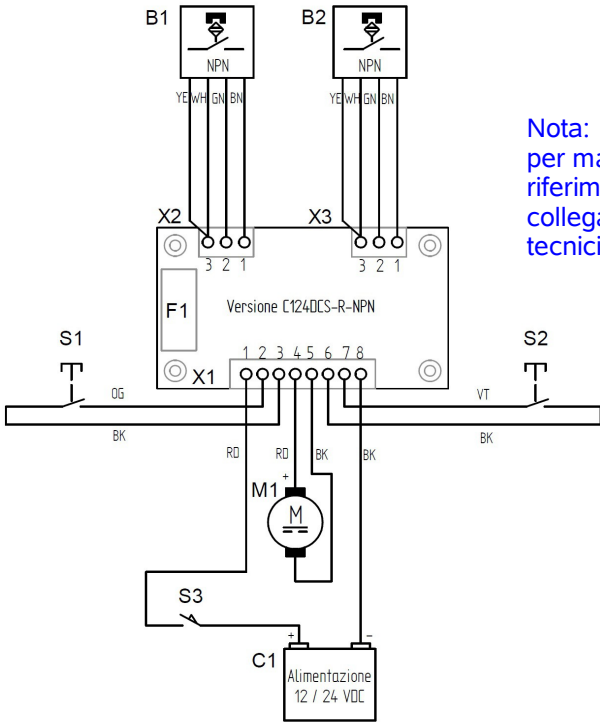 B1
B2
NPN
NPN
YE WH GN BN
YE WH GN BN
Nota:
per ma
riferim
colleg
tecnici
X2
X3
3 2 1
3 2 1
F1
Versione C124DCS-R-NPN
S1
S2
X1
1 2 3 4 5 6 7 8
OG
VT
BK
BK
RD
RD
BK
BK
M1
+
M
S3
+
-
C1
Alimentazione
12 / 24 VDC